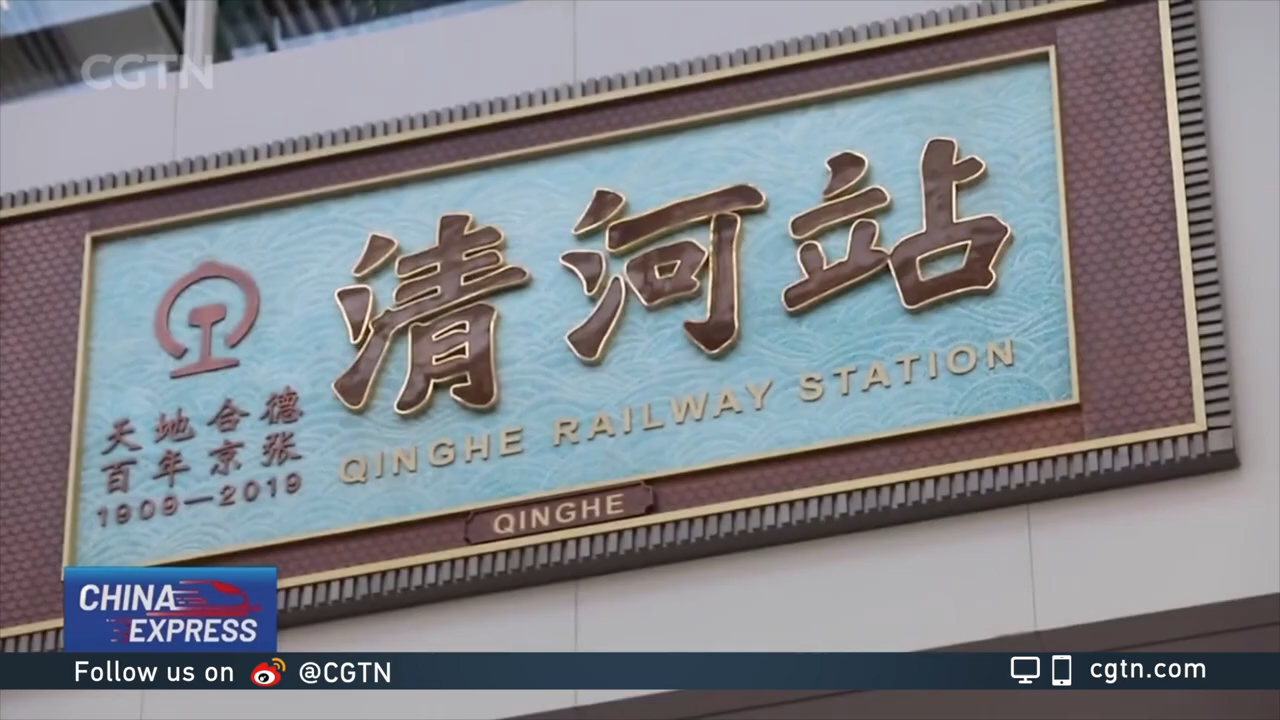 CGTN
清河站
QINGHE RAILWAY STATION
天地合德
百年京张
1909—2019
QINGHE
CHINA
EXPRESS
Follow us on @CGTN
cgtn.com